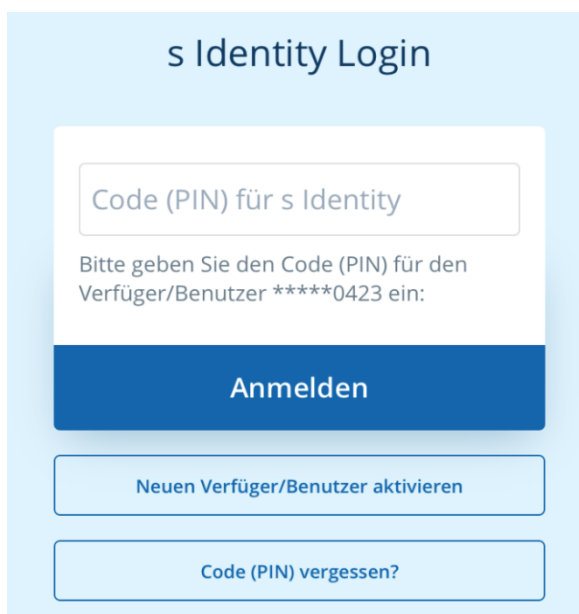 s Identity Login
Code (PIN) für s Identity
Bitte geben Sie den Code (PIN) für den
Verfüger/Benutzer *****0423 ein:
Anmelden
Neuen Verfüger/Benutzer aktivieren
Code (PIN) vergessen?